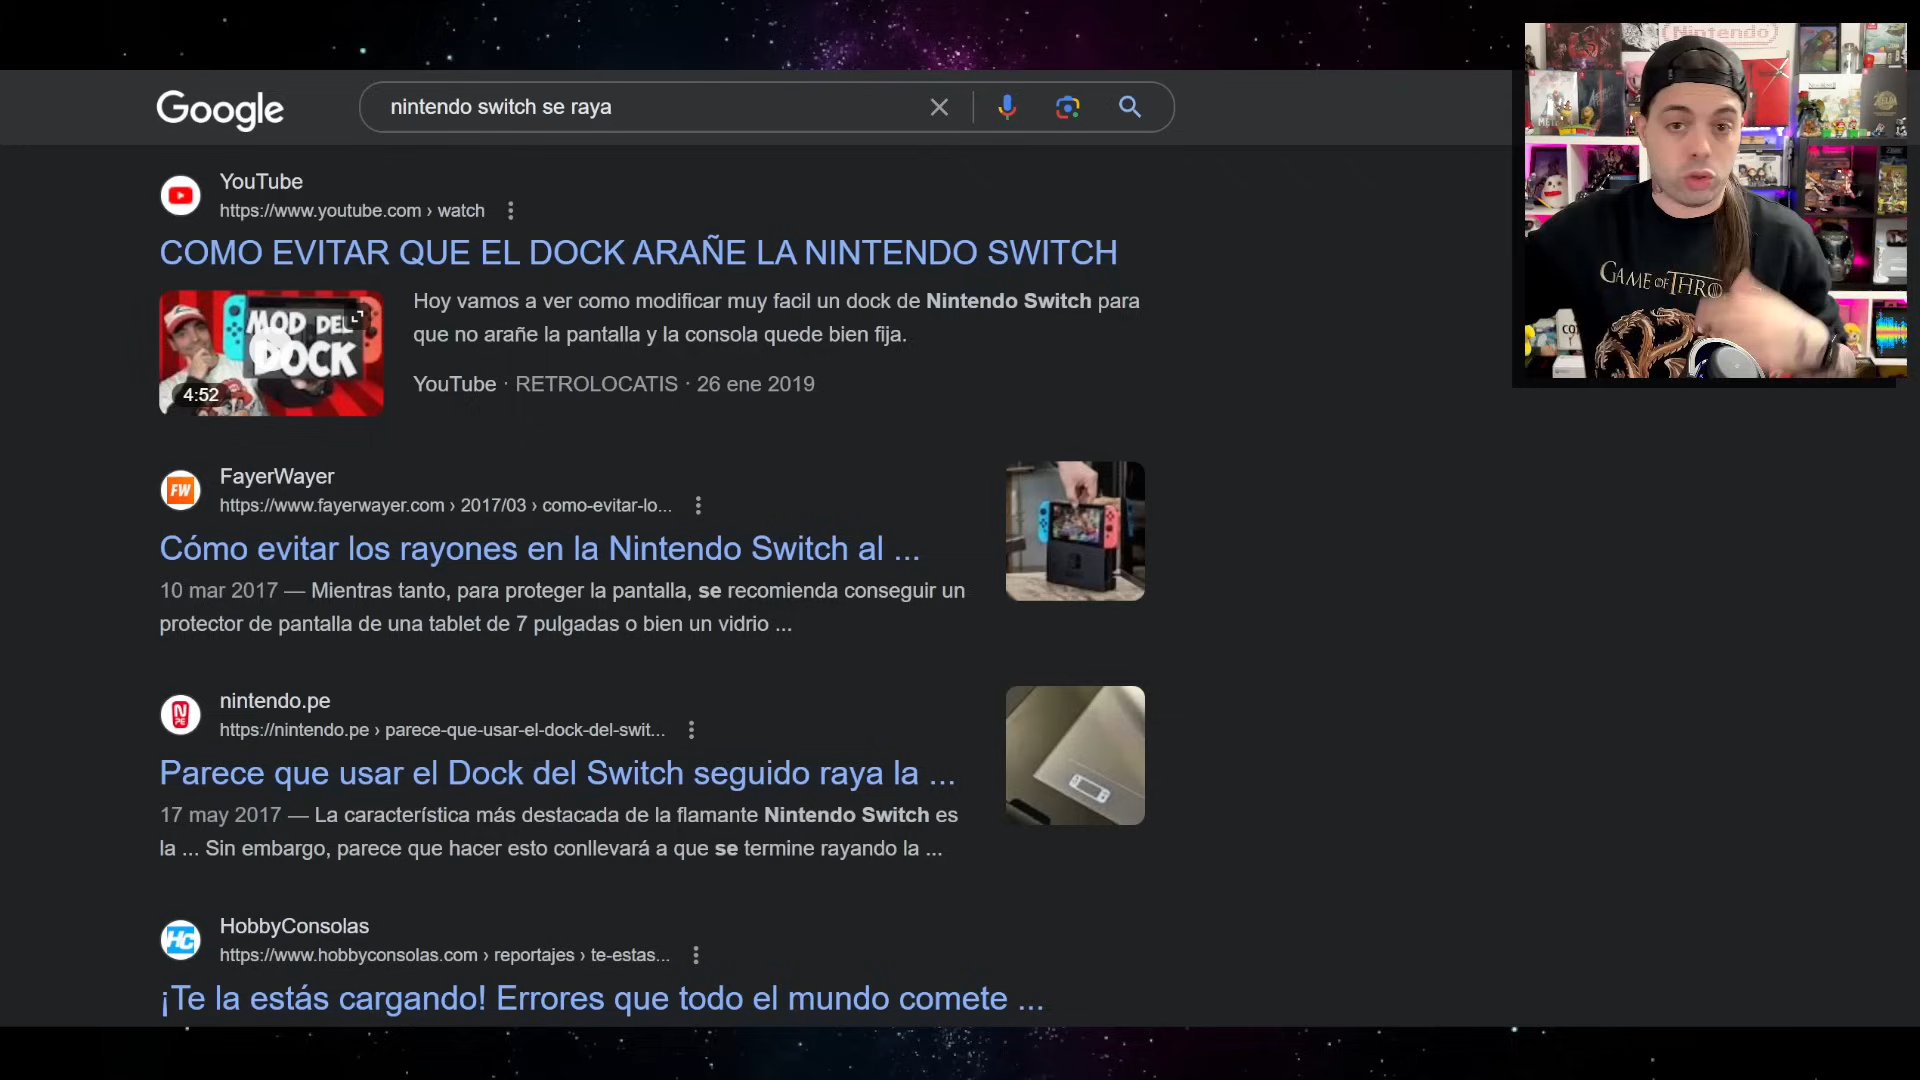 Google
nintendo switch se raya
YouTube
https://www.youtube.com › watch
COMO EVITAR QUE EL DOCK ARAÑE LA NINTENDO SWITCH
MOD DEL
DOCK
4:52
Hoy vamos a ver como modificar muy facil un dock de Nintendo Switch para
que no arañe la pantalla y la consola quede bien fija.
YouTube · RETROLOCATIS · 26 ene 2019
FW
FayerWayer
https://www.fayerwayer.com › 2017/03 › como-evitar-lo...
Cómo evitar los rayones en la Nintendo Switch al ...
10 mar 2017 — Mientras tanto, para proteger la pantalla, se recomienda conseguir un
protector de pantalla de una tablet de 7 pulgadas o bien un vidrio ...
N
PE
nintendo.pe
https://nintendo.pe › parece-que-usar-el-dock-del-swit...
Parece que usar el Dock del Switch seguido raya la ...
17 may 2017 — La característica más destacada de la flamante Nintendo Switch es
la ... Sin embargo, parece que hacer esto conllevará a que se termine rayando la ...
HC
HobbyConsolas
https://www.hobbyconsolas.com › reportajes › te-estas...
¡Te la estás cargando! Errores que todo el mundo comete ...
Nintendo
GAME OF THRO